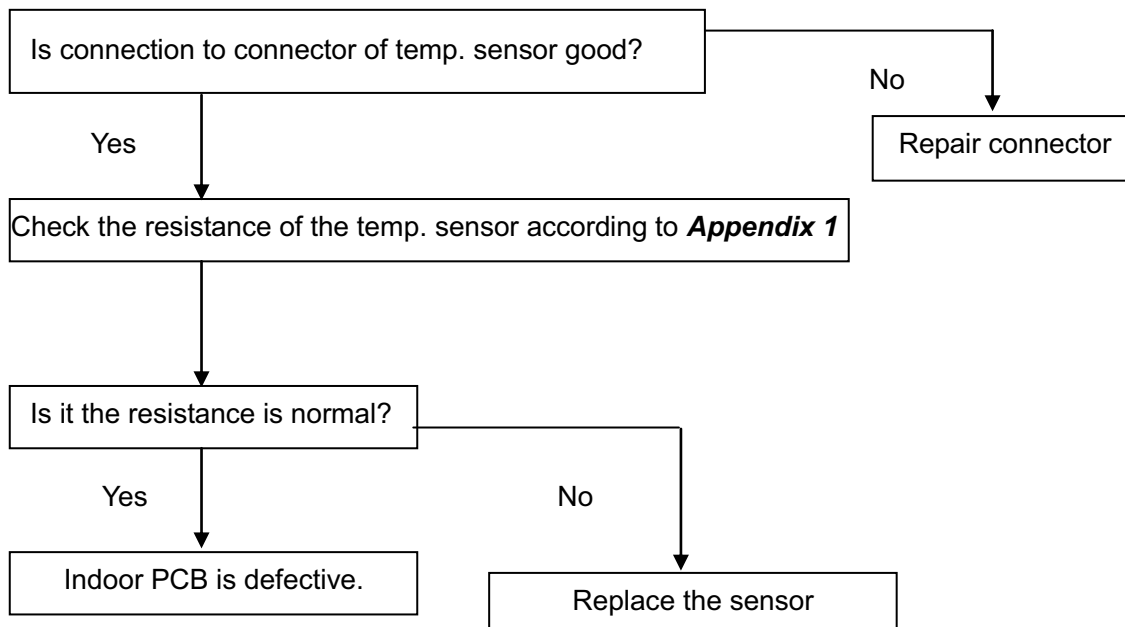 Is connection to connector of temp. sensor good?
No
Yes
Repair connector
Check the resistance of the temp. sensor according to Appendix 1
Is it the resistance is normal?
Yes
No
Indoor PCB is defective.
Replace the sensor